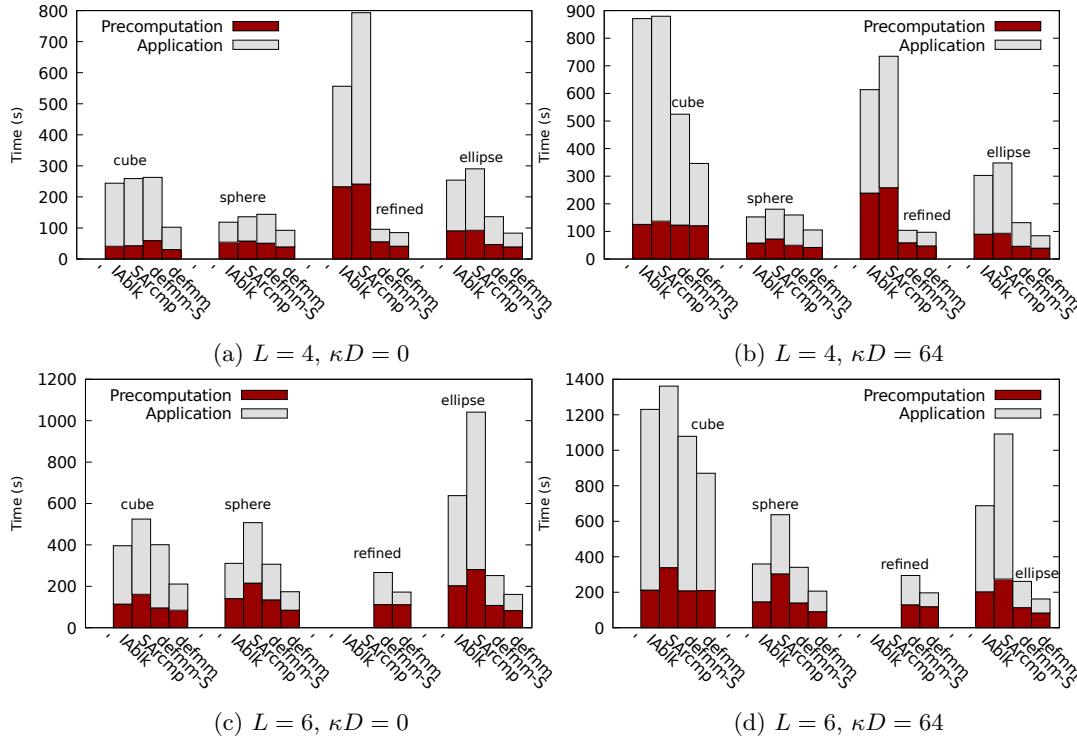 800
700
600
500
400
300
200
100
0
Time (s)
Precomputation
Application
cube
sphere
refined
ellipse
- IAblk SArcmp defmm-S defmm - IAblk SArcmp defmm-S defmm - IAblk SArcmp defmm-S defmm - IAblk SArcmp defmm-S defmm -
(a) L = 4, κD = 0
900
800
700
600
500
400
300
200
100
0
Time (s)
Precomputation
Application
cube
sphere
refined
ellipse
- IAblk SArcmp defmm-S defmm - IAblk SArcmp defmm-S defmm - IAblk SArcmp defmm-S defmm - IAblk SArcmp defmm-S defmm -
(b) L = 4, κD = 64
1200
1000
800
600
400
200
0
Time (s)
Precomputation
Application
cube
sphere
refined
ellipse
- IAblk SArcmp defmm-S defmm - IAblk SArcmp defmm-S defmm - IAblk SArcmp defmm-S defmm - IAblk SArcmp defmm-S defmm -
(c) L = 6, κD = 0
1400
1200
1000
800
600
400
200
0
Time (s)
Precomputation
Application
cube
sphere
refined
ellipse
- IAblk SArcmp defmm-S defmm - IAblk SArcmp defmm-S defmm - IAblk SArcmp defmm-S defmm - IAblk SArcmp defmm-S defmm -
(d) L = 6, κD = 64